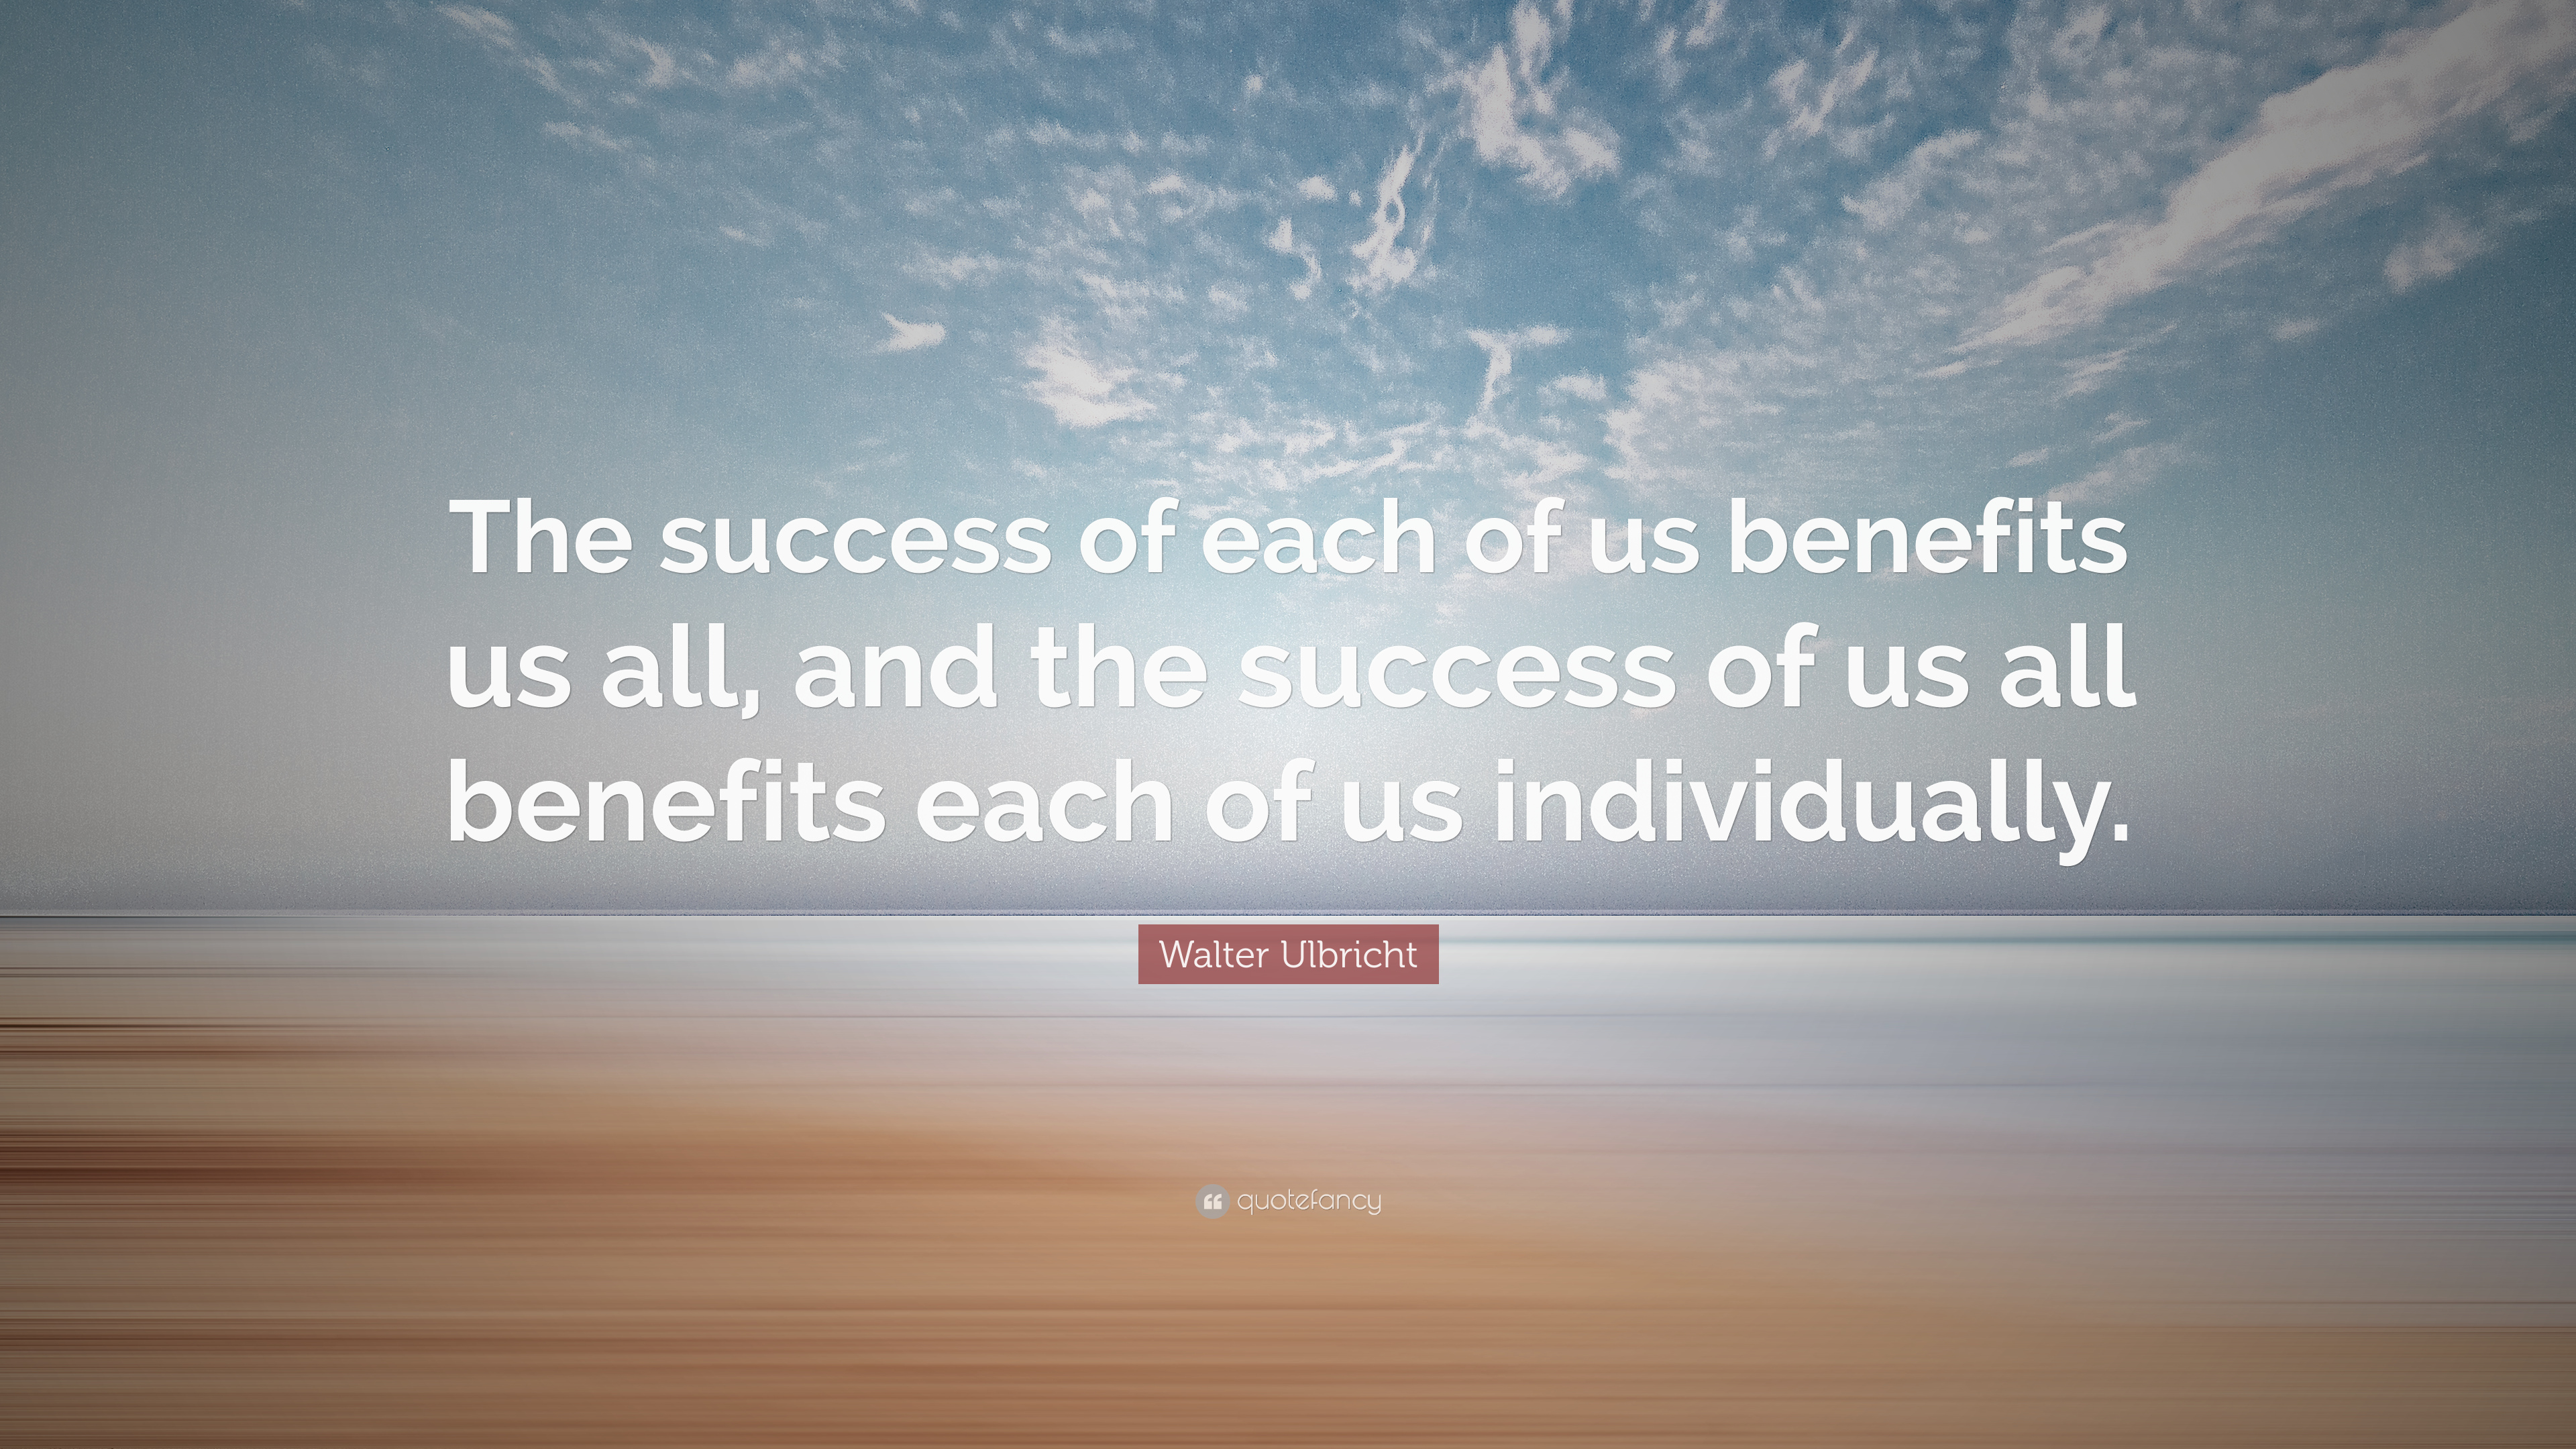 The success of each of us benefits
us all, and the success of us all
benefits each of us individually.
Walter Ulbricht
quotefancy